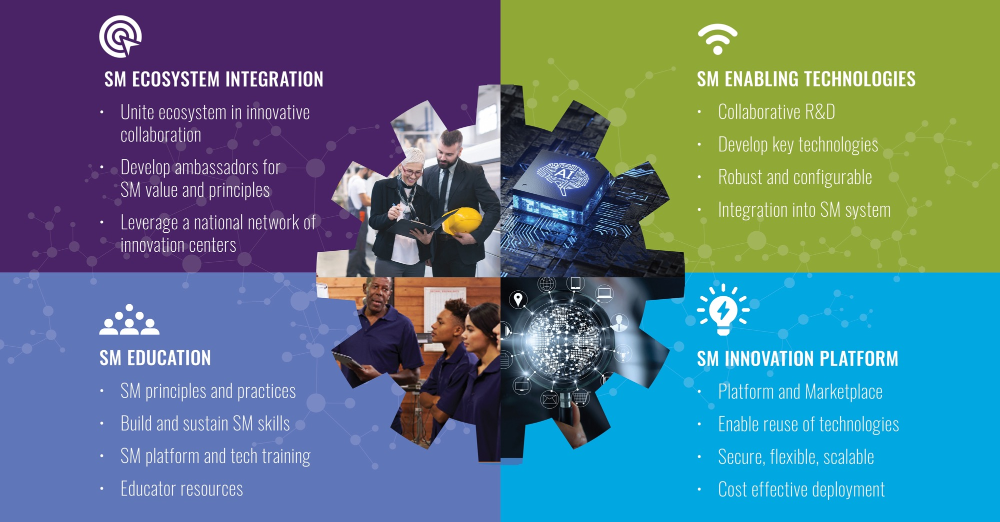 SM ECOSYSTEM INTEGRATION
• Unite ecosystem in innovative
collaboration
• Develop ambassadors for
SM value and principles
• Leverage a national network of
innovation centers
SM ENABLING TECHNOLOGIES
• Collaborative R&D
• Develop key technologies
• Robust and configurable
• Integration into SM system
AI
SM EDUCATION
• SM principles and practices
• Build and sustain SM skills
• SM platform and tech training
• Educator resources
SM INNOVATION PLATFORM
• Platform and Marketplace
• Enable reuse of technologies
• Secure, flexible, scalable
• Cost effective deployment